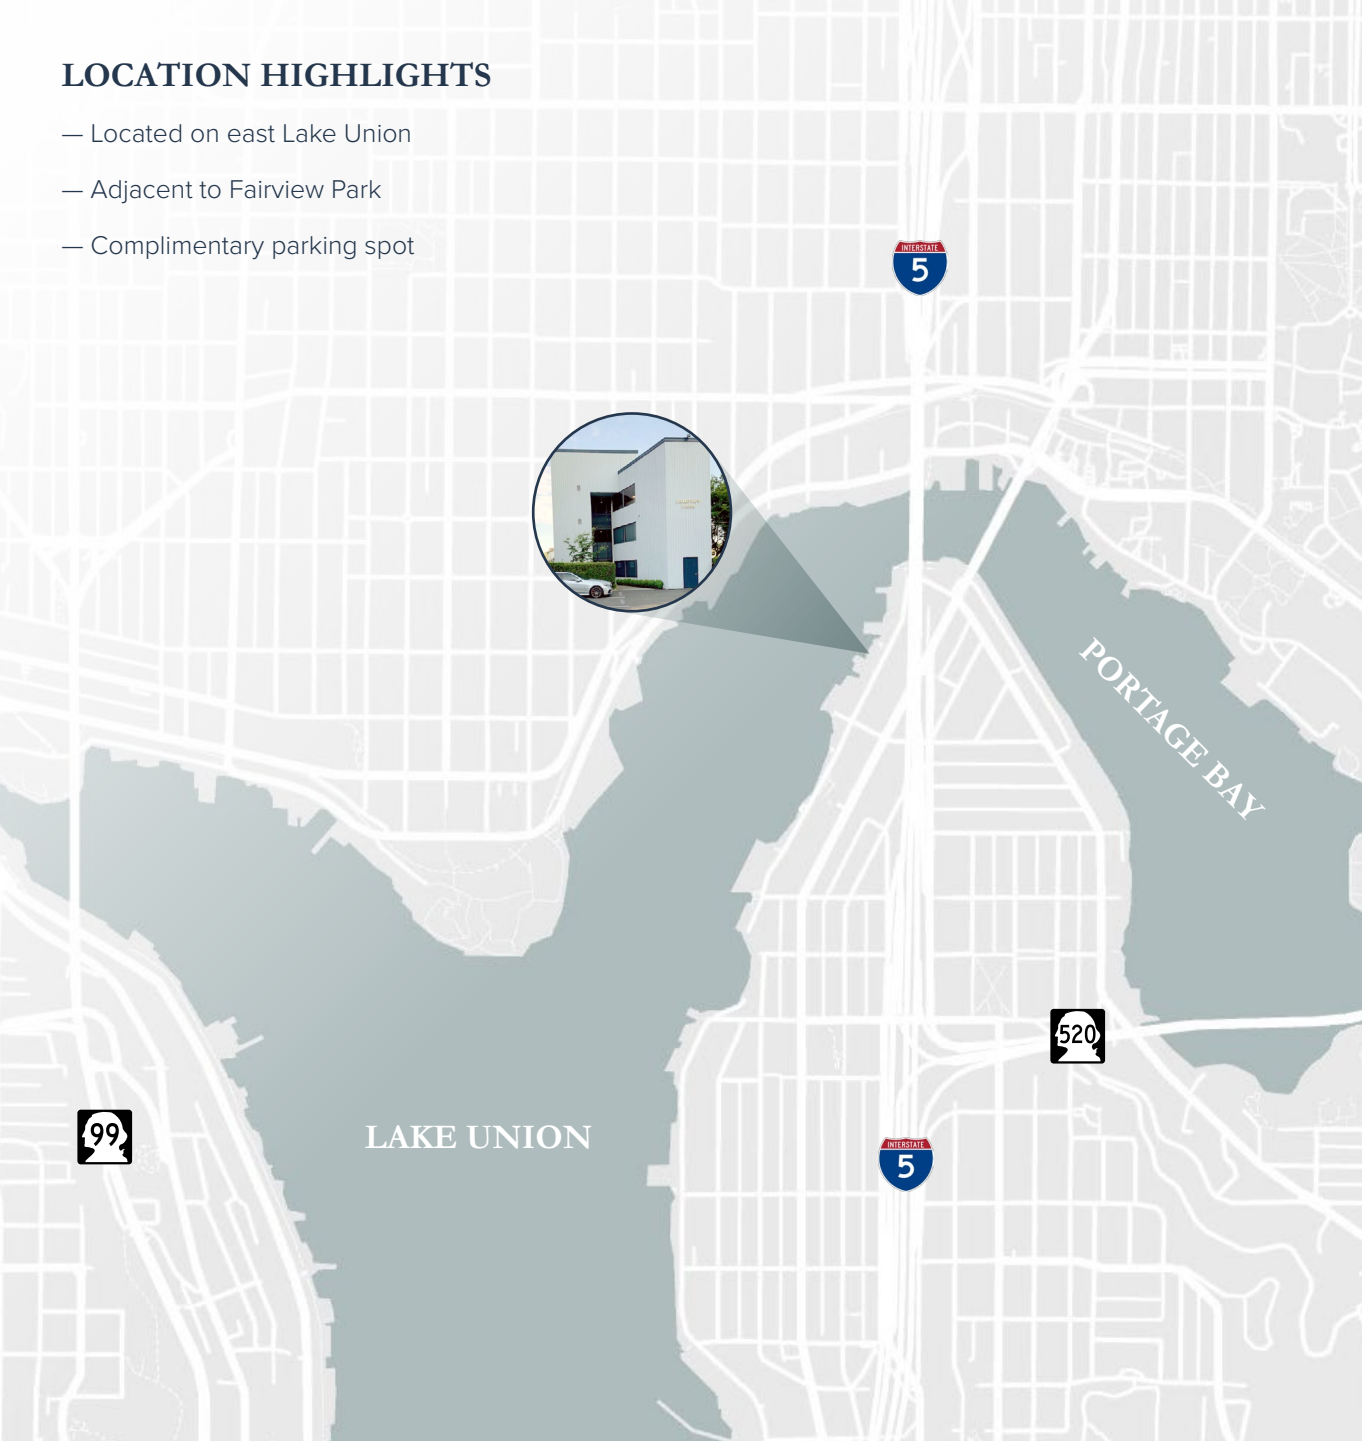 LOCATION HIGHLIGHTS
— Located on east Lake Union
— Adjacent to Fairview Park
— Complimentary parking spot
INTERSTATE
5
PORTAGE BAY
520
99
LAKE UNION
INTERSTATE
5